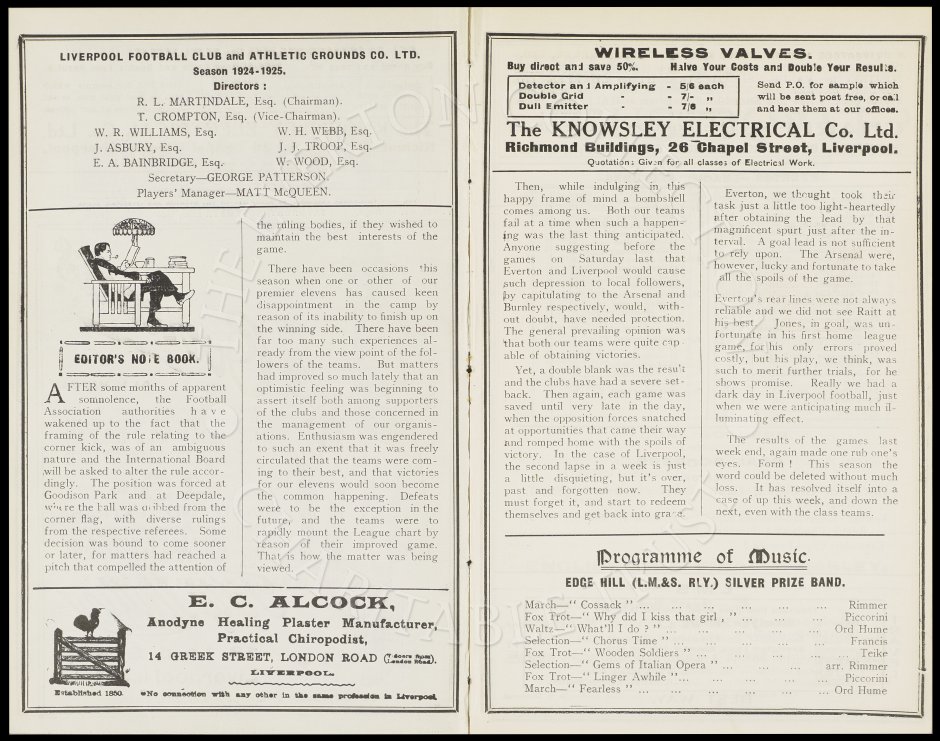 LIVERPOOL FOOTBALL CLUB and ATHLETIC GROUNDS CO. LTD.
Season 1924-1925.
Directors :
R. L. MARTINDALE, Esq. (Chairman).
T. CROMPTON, Esq. (Vice-Chairman).
W. R. WILLIAMS, Esq. W. H. WEBB, Esq.
J. ASBURY, Esq. J. J. TROOP, Esq.
E. A. BAINBRIDGE, Esq. W. WOOD, Esq.
Secretary—GEORGE PATTERSON.
Players' Manager—MATT McQUEEN.
EDITOR'S NOTE BOOK.
AFTER some months of apparent
somnolence, the Football
Association authorities have
wakened up to the fact that the
framing of the rule relating to the
corner kick, was of an ambiguous
nature and the International Board
will be asked to alter the rule accor-
dingly. The position was forced at
Goodison Park and at Deepdale,
where the ball was dribbed from the
corner flag, with diverse rulings
from the respective referees. Some
decision was bound to come sooner
or later, for matters had reached a
pitch that compelled the attention of
the ruling bodies, if they wished to
maintain the best interests of the
game.
There have been occasions this
season when one or other of our
premier elevens has caused keen
disappointment in the camp by
reason of its inability to finish up on
the winning side. There have been
far too many such experiences al-
ready from the view point of the fol-
lowers of the teams. But matters
had improved so much lately that an
optimistic feeling was beginning to
assert itself both among supporters
of the clubs and those concerned in
the management of our organis-
ations. Enthusiasm was engendered
to such an extent that it was freely
circulated that the teams were com-
ing to their best, and that victories
for our elevens would soon become
the common happening. Defeats
were to be the exception in the
future, and the teams were to
rapidly mount the League chart by
reason of their improved game.
That is how the matter was being
viewed.
E. C. ALCOCK,
Anodyne Healing Plaster Manufacturer,
Practical Chiropodist,
14 GREEK STREET, LONDON ROAD (7 doors from London Road).
LIVERPOOL.
Established 1850.
No connection with any other in the same profession in Liverpool.
WIRELESS VALVES.
Buy direct and save 50%. Halve Your Costs and Double Your Results.
Detector and Amplifying - 5/6 each
Double Grid - - 7/- ,,
Dull Emitter - - 7/6 ,,
Send P.O. for sample which
will be sent post free, or call
and hear them at our offices.
The KNOWSLEY ELECTRICAL Co. Ltd.
Richmond Buildings, 26 Chapel Street, Liverpool.
Quotations Given for all classes of Electrical Work.
Then, while indulging in this
happy frame of mind a bombshell
comes among us. Both our teams
fail at a time when such a happen-
ing was the last thing anticipated.
Anyone suggesting before the
games on Saturday last that
Everton and Liverpool would cause
such depression to local followers,
by capitulating to the Arsenal and
Burnley respectively, would, with-
out doubt, have needed protection.
The general prevailing opinion was
that both our teams were quite cap-
able of obtaining victories.
Yet, a double blank was the result
and the clubs have had a severe set-
back. Then again, each game was
saved until very late in the day,
when the opposition forces snatched
at opportunities that came their way
and romped home with the spoils of
victory. In the case of Liverpool,
the second lapse in a week is just
a little disquieting, but it's over,
past and forgotten now. They
must forget it, and start to redeem
themselves and get back into grace.
Everton, we thought took their
task just a little too light-heartedly
after obtaining the lead by that
magnificent spurt just after the in-
terval. A goal lead is not sufficient
to rely upon. The Arsenal were,
however, lucky and fortunate to take
all the spoils of the game.
Everton's rear lines were not always
reliable and we did not see Raitt at
his best. Jones, in goal, was un-
fortunate in his first home league
game, for his only errors proved
costly, but his play, we think, was
such to merit further trials, for he
shows promise. Really we had a
dark day in Liverpool football, just
when we were anticipating much il-
luminating effect.
The results of the games last
week end, again made one rub one's
eyes. Form ! This season the
word could be deleted without much
loss. It has resolved itself into a
case of up this week, and down the
next, even with the class teams.
Programme of Music.
EDGE HILL (L.M.&S. RLY.) SILVER PRIZE BAND.
March—" Cossack " ... ... ... ... ... Rimmer
Fox Trot—" Why did I kiss that girl , " ... ... ... Piccorini
Waltz—" What'll I do ? " ... ... ... ... Ord Hume
Selection—" Chorus Time " ... ... ... ... Francis
Fox Trot—" Wooden Soldiers " ... ... ... ... Teike
Selection—" Gems of Italian Opera " ... ... ... arr. Rimmer
Fox Trot—" Linger Awhile "... ... ... ... Piccorini
March—" Fearless " ... ... ... ... ... Ord Hume